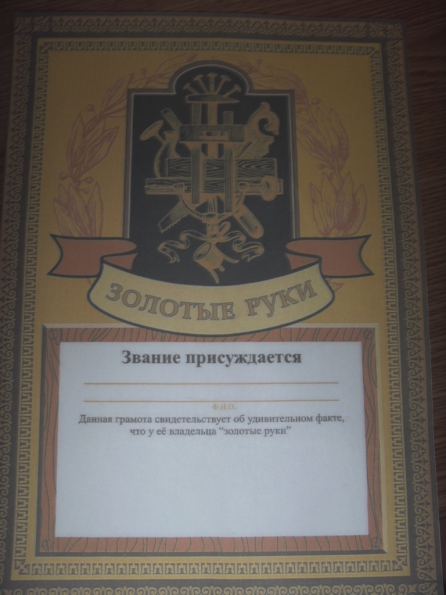 ЗОЛОТЫЕ РУКИ
Звание присуждается
Ф.И.О.
Данная грамота свидетельствует об удивительном факте,
что у её владельца "золотые руки"